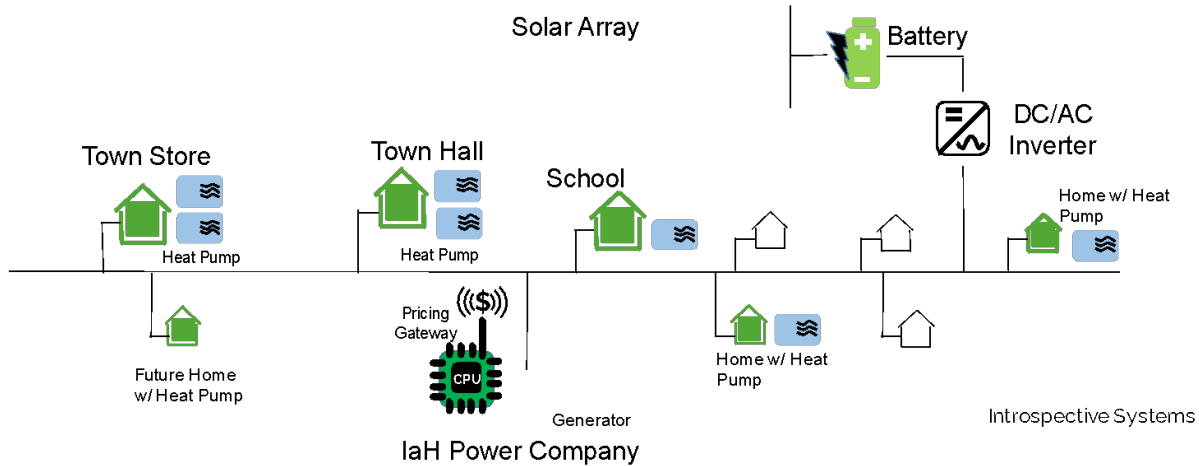 Solar Array
Battery
DC/AC
Inverter
Town Store
Town Hall
School
Home w/ Heat
Pump
Heat Pump
Heat Pump
$
Pricing
Gateway
CPU
Home w/ Heat
Pump
Future Home
w/ Heat Pump
Generator
IaH Power Company
Introspective Systems